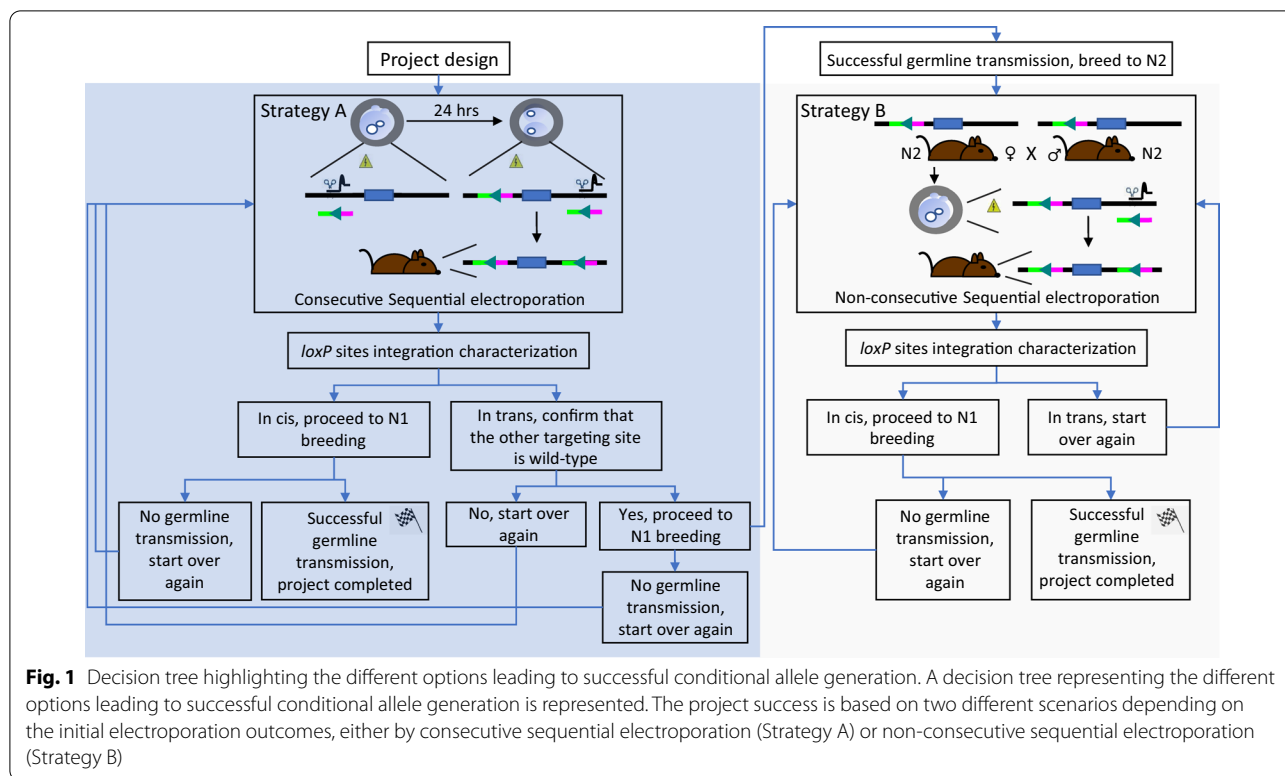 Project design
Strategy A
24 hrs
Consecutive Sequential electroporation
loxP sites integration characterization
In cis, proceed to N1
breeding
In trans, confirm that
the other targeting site
is wild-type
No germline
transmission,
start over
again
Successful
germline
transmission,
project completed
No, start over
again
Yes, proceed to
N1 breeding
No germline
transmission,
start over again
Successful germline transmission, breed to N2
Strategy B
N2 ♀ X ♂ N2
Non-consecutive Sequential electroporation
loxP sites integration characterization
In cis, proceed to N1
breeding
In trans, start
over again
No germline
transmission,
start over
again
Successful
germline
transmission,
project completed
Fig. 1 Decision tree highlighting the different options leading to successful conditional allele generation. A decision tree representing the different
options leading to successful conditional allele generation is represented. The project success is based on two different scenarios depending on
the initial electroporation outcomes, either by consecutive sequential electroporation (Strategy A) or non-consecutive sequential electroporation
(Strategy B)